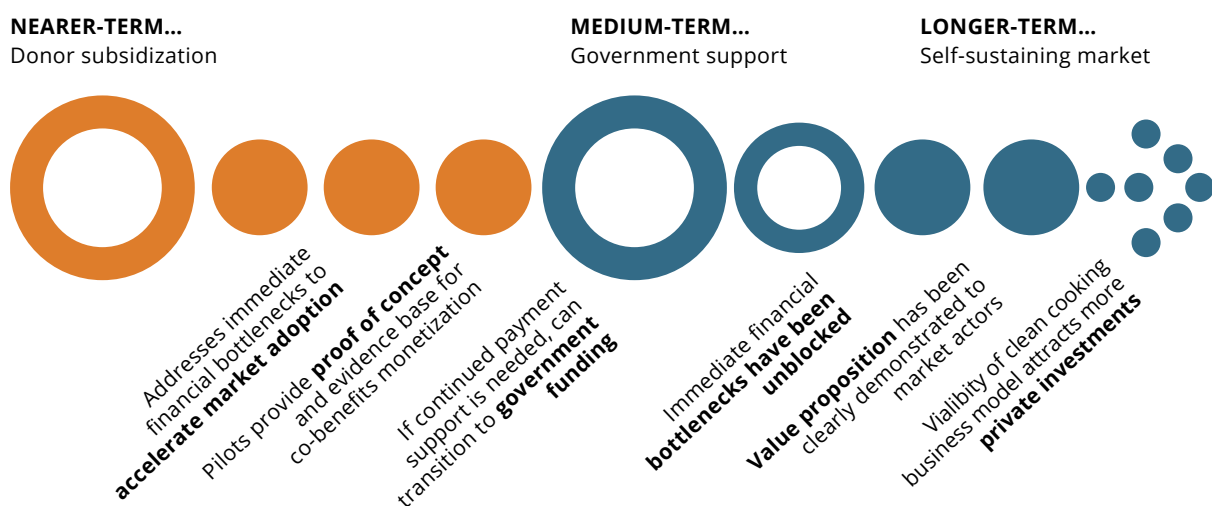 NEARER-TERM...
Donor subsidization
MEDIUM-TERM...
Government support
LONGER-TERM...
Self-sustaining market
Addresses immediate
financial bottlenecks to
accelerate market adoption
Pilots provide proof of concept
and evidence base for
co-benefits monetization
If continued payment
support is needed, can
transition to government
funding
Immediate financial
bottlenecks have been
unblocked
Value proposition has been
clearly demonstrated to
market actors
Vialibity of clean cooking
business model attracts more
private investments